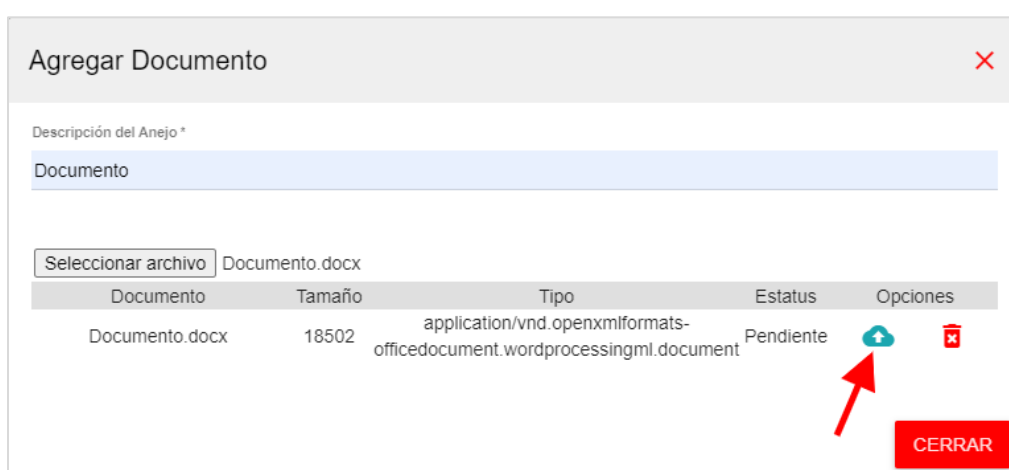 Agregar Documento
Descripción del Anejo *
Documento
Seleccionar archivo Documento.docx
Documento Tamaño Tipo Estatus Opciones
Documento.docx 18502 application/vnd.openxmlformats-
officedocument.wordprocessingml.document Pendiente
CERRAR